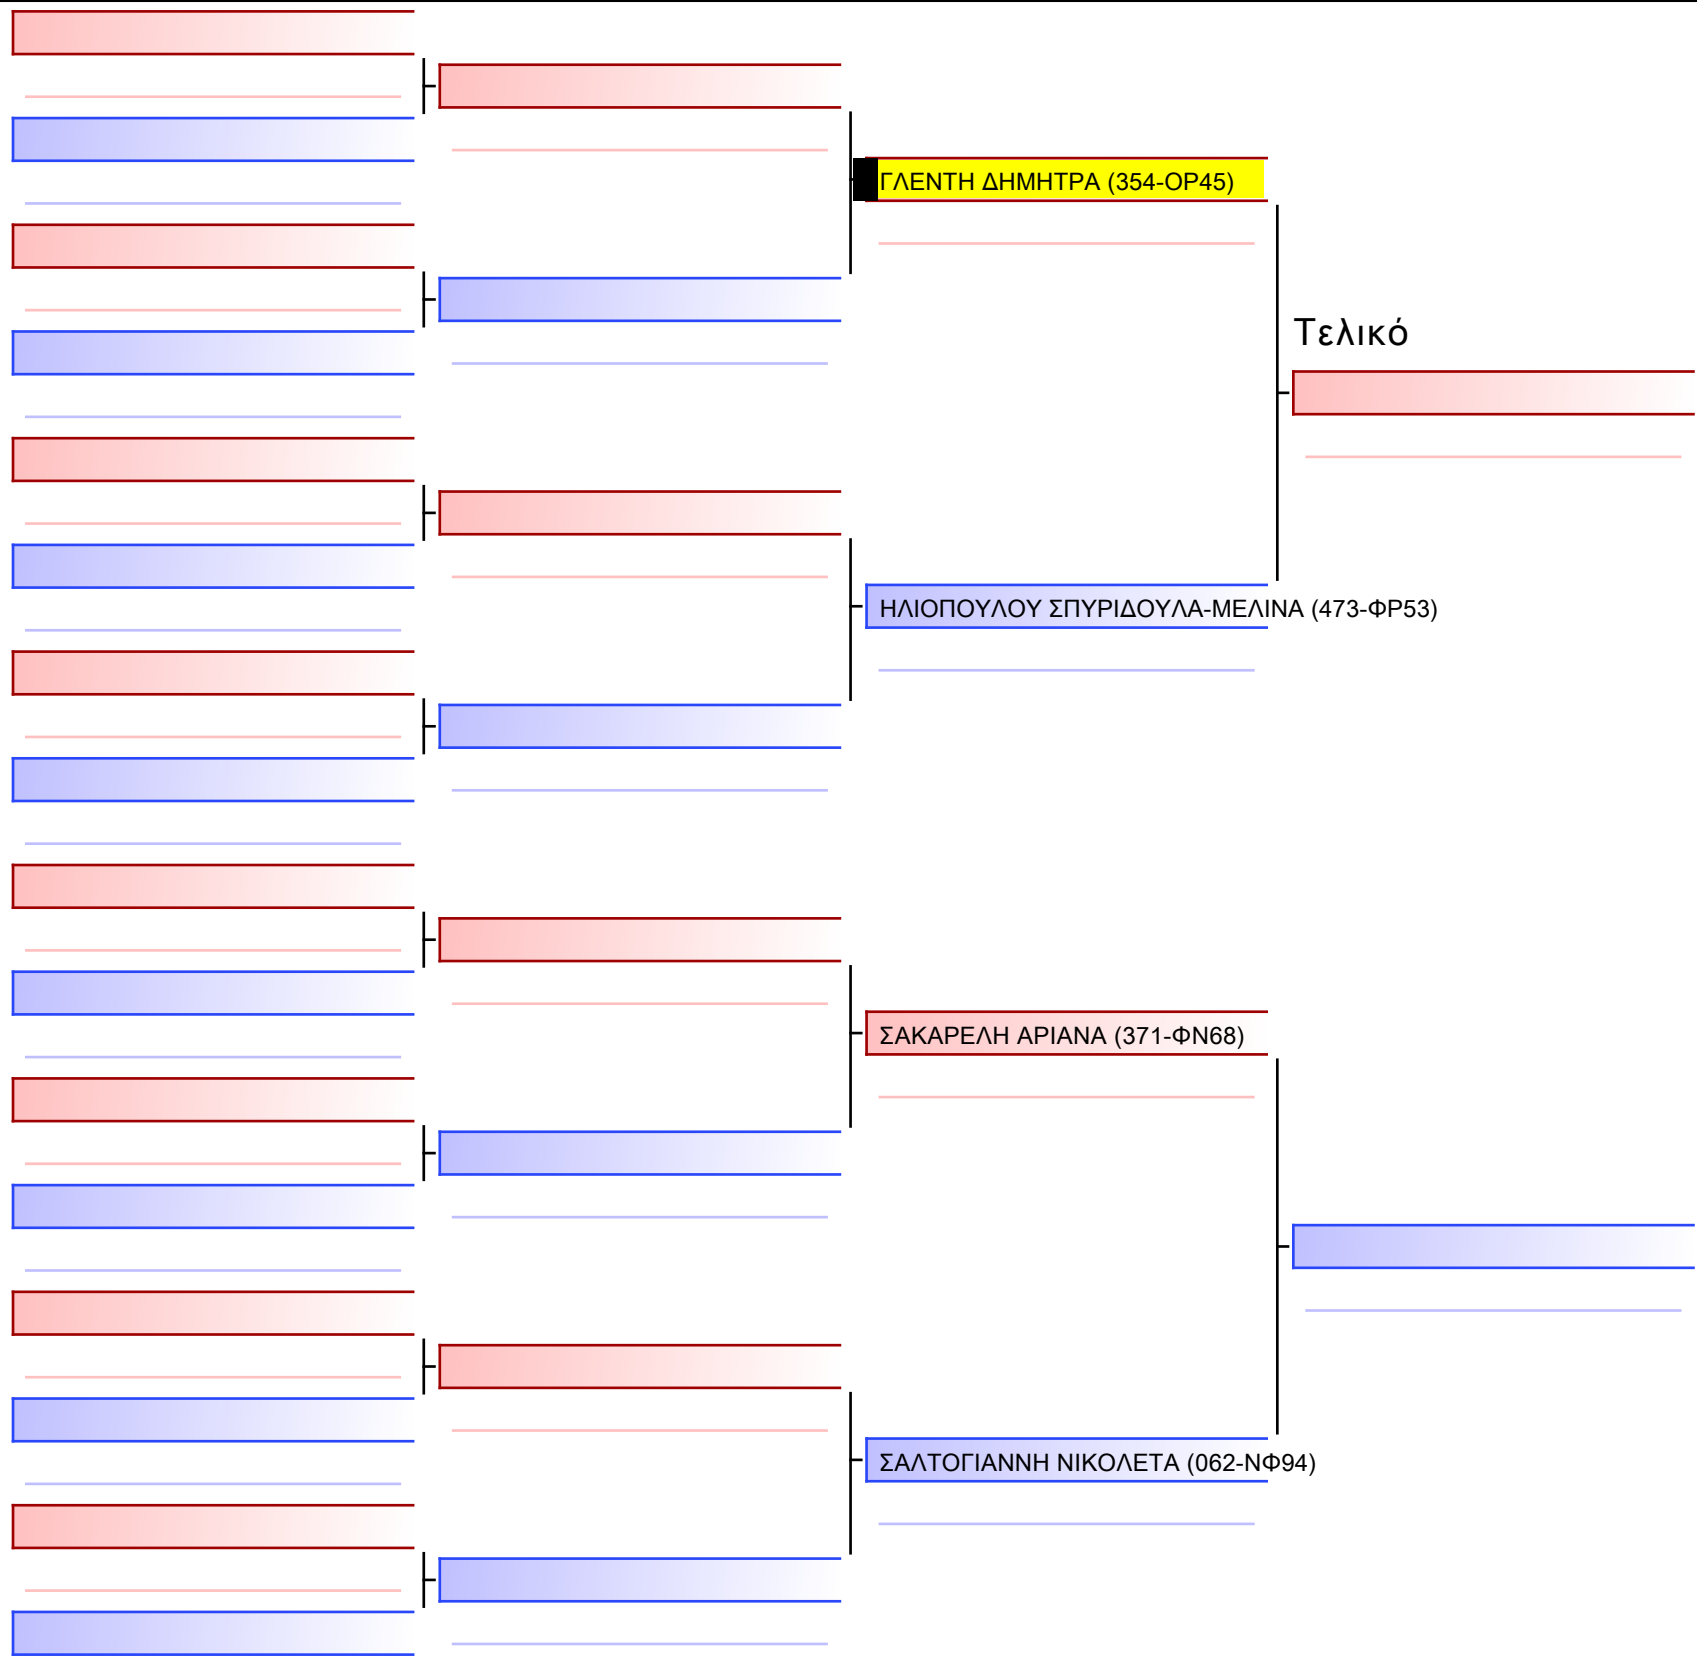 ΓΛΕΝΤΗ ΔΗΜΗΤΡΑ (354-ΟΡ45)
Τελικό
ΗΛΙΟΠΟΥΛΟΥ ΣΠΥΡΙΔΟΥΛΑ-ΜΕΛΙΝΑ (473-ΦΡ53)
ΣΑΚΑΡΕΛΗ ΑΡΙΑΝΑ (371-ΦΝ68)
ΣΑΛΤΟΓΙΑΝΝΗ ΝΙΚΟΛΕΤΑ (062-ΝΦ94)